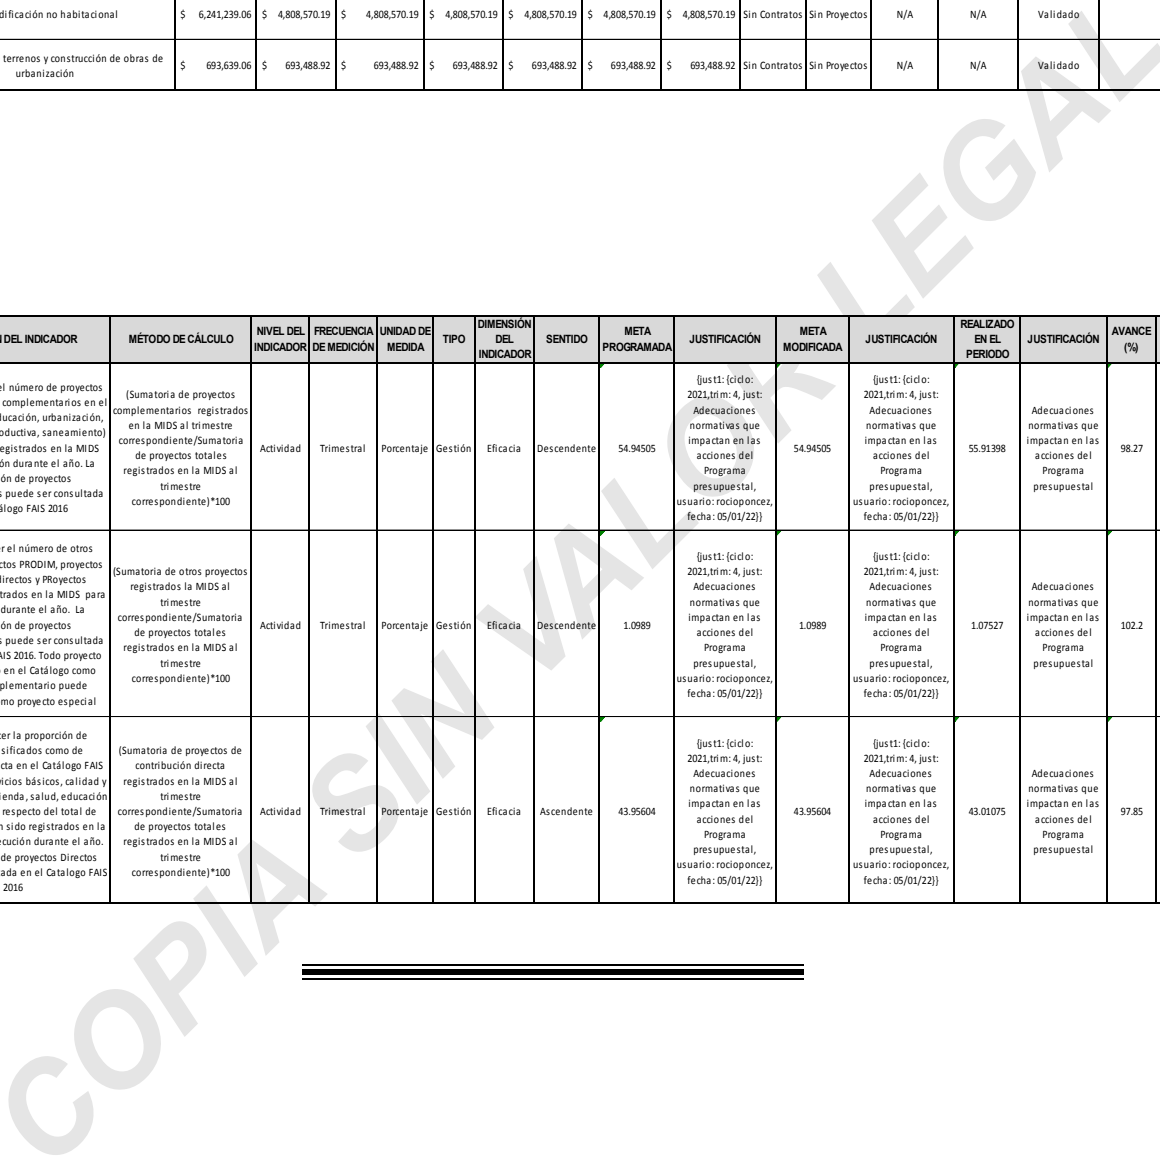 dificación no habitacional $ 6,241,239.06 $ 4,808,570.19 $ 4,808,570.19 $ 4,808,570.19 $ 4,808,570.19 $ 4,808,570.19 $ 4,808,570.19 Sin Contratos Sin Proyectos N/A N/A Validado
terrenos y construcción de obras de
urbanización
$ 693,639.06 $ 693,488.92 $ 693,488.92 $ 693,488.92 $ 693,488.92 $ 693,488.92 $ 693,488.92 Sin Contratos Sin Proyectos N/A N/A Validado
DEL INDICADOR
MÉTODO DE CÁLCULO
NIVEL DEL
INDICADOR
FRECUENCIA
DE MEDICIÓN
UNIDAD DE
MEDIDA
TIPO
DIMENSIÓN
DEL
INDICADOR
SENTIDO
META
PROGRAMADA
JUSTIFICACIÓN
META
MODIFICADA
JUSTIFICACIÓN
REALIZADO
EN EL
PERIODO
JUSTIFICACIÓN
AVANCE
(%)
el número de proyectos
complementarios en el
ducación, urbanización,
oductiva, saneamiento)
egistrados en la MIDS
ón durante el año. La
ón de proyectos
s puede ser consultada
álogo FAIS 2016
(Sumatoria de proyectos
complementarios registrados
en la MIDS al trimestre
correspondiente/Sumatoria
de proyectos totales
registrados en la MIDS al
trimestre
correspondiente)*100
Actividad
Trimestral
Porcentaje
Gestión
Eficacia
Descendente
54.94505
{just1: {ciclo:
2021,trim: 4, just:
Adecuaciones
normativas que
impactan en las
acciones del
Programa
presupuestal,
usuario: rocioponcez,
fecha: 05/01/22}}
54.94505
{just1: {ciclo:
2021,trim: 4, just:
Adecuaciones
normativas que
impactan en las
acciones del
Programa
presupuestal,
usuario: rocioponcez,
fecha: 05/01/22}}
55.91398
Adecuaciones
normativas que
impactan en las
acciones del
Programa
presupuestal
98.27
er el número de otros
ctos PRODIM, proyectos
directos y PRoyectos
trados en la MIDS para
durante el año. La
ón de proyectos
s puede ser consultada
AIS 2016. Todo proyecto
o en el Catálogo como
plementario puede
mo proyecto especial
(Sumatoria de otros proyectos
registrados la MIDS al
trimestre
correspondiente/Sumatoria
de proyectos totales
registrados en la MIDS al
trimestre
correspondiente)*100
Actividad
Trimestral
Porcentaje
Gestión
Eficacia
Descendente
1.0989
{just1: {ciclo:
2021,trim: 4, just:
Adecuaciones
normativas que
impactan en las
acciones del
Programa
presupuestal,
usuario: rocioponcez,
fecha: 05/01/22}}
1.0989
{just1: {ciclo:
2021,trim: 4, just:
Adecuaciones
normativas que
impactan en las
acciones del
Programa
presupuestal,
usuario: rocioponcez,
fecha: 05/01/22}}
1.07527
Adecuaciones
normativas que
impactan en las
acciones del
Programa
presupuestal
102.2
cer la proporción de
sificados como de
cta en el Catálogo FAIS
vicios básicos, calidad y
ienda, salud, educación
respecto del total de
n sido registrados en la
ecución durante el año.
de proyectos Directos
tada en el Catalogo FAIS
2016
(Sumatoria de proyectos de
contribución directa
registrados en la MIDS al
trimestre
correspondiente/Sumatoria
de proyectos totales
registrados en la MIDS al
trimestre
correspondiente)*100
Actividad
Trimestral
Porcentaje
Gestión
Eficacia
Ascendente
43.95604
{just1: {ciclo:
2021,trim: 4, just:
Adecuaciones
normativas que
impactan en las
acciones del
Programa
presupuestal,
usuario: rocioponcez,
fecha: 05/01/22}}
43.95604
{just1: {ciclo:
2021,trim: 4, just:
Adecuaciones
normativas que
impactan en las
acciones del
Programa
presupuestal,
usuario: rocioponcez,
fecha: 05/01/22}}
43.01075
Adecuaciones
normativas que
impactan en las
acciones del
Programa
presupuestal
97.85
COPIA SIN VALOR LEGAL